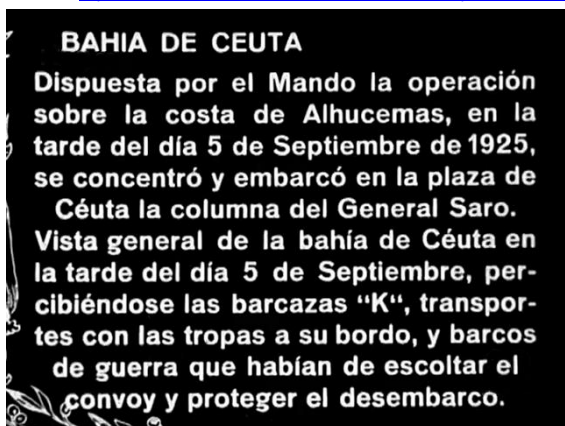 BAHIA DE CEUTA
Dispuesta por el Mando la operación
sobre la costa de Alhucemas, en la
tarde del día 5 de Septiembre de 1925,
se concentró y embarcó en la plaza de
Céuta la columna del General Saro.
Vista general de la bahía de Céuta en
la tarde del día 5 de Septiembre, per-
cibiéndose las barcazas “K“, transpor-
tes con las tropas a su bordo, y barcos
de guerra que habían de escoltar el
convoy y proteger el desembarco.